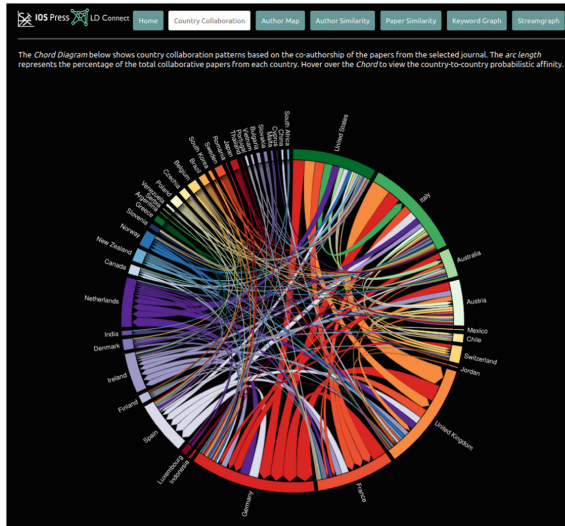 IOS Press LD Connect Home Country Collaboration Author Map Author Similarity Paper Similarity Keyword Graph Streamgraph
The Chord Diagram below shows country collaboration patterns based on the co-authorship of the papers from the selected journal. The arc length
represents the percentage of the total collaborative papers from each country. Hover over the Chord to view the country-to-country probabilistic affinity.
United States
Italy
Australia
Austria
Mexico
Chile
Switzerland
Jordan
United Kingdom
France
Germany
Indonesia
Luxembourg
Spain
Finland
Ireland
Denmark
India
Netherlands
Canada
New Zealand
Norway
Slovenia
Greece
Argentina
Serbia
Venezuela
Poland
Czechia
Belgium
Brazil
South Korea
Sweden
Romania
Japan
Thailand
Portugal
Vietnam
Bulgaria
Slovakia
Malta
Cyprus
China
South Africa